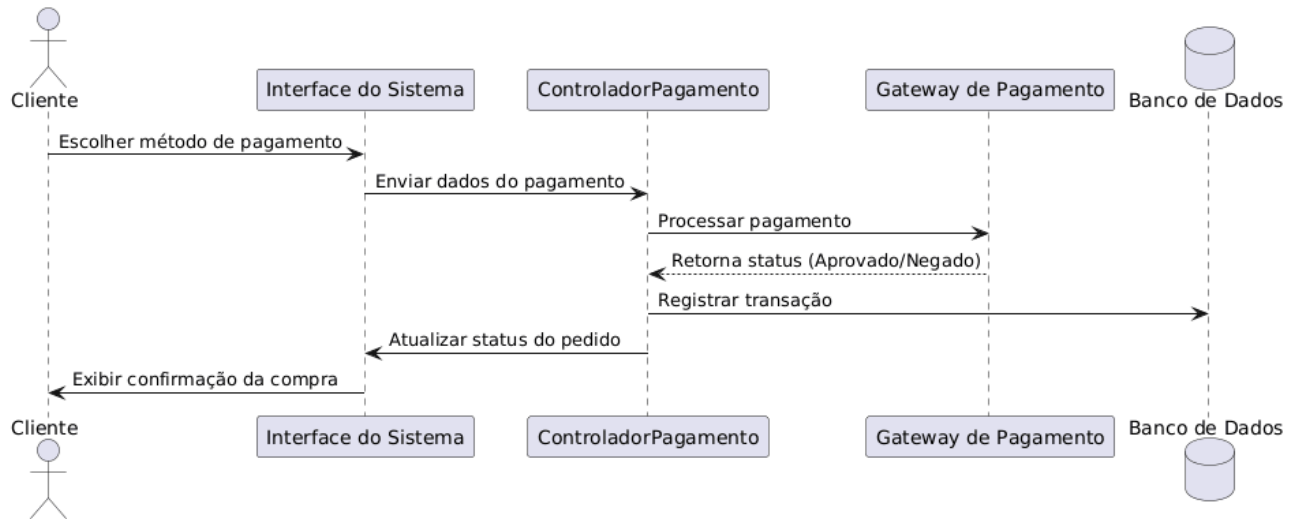 Cliente
Interface do Sistema
ControladorPagamento
Gateway de Pagamento
Banco de Dados
Escolher método de pagamento
Enviar dados do pagamento
Processar pagamento
Retorna status (Aprovado/Negado)
Registrar transação
Atualizar status do pedido
Exibir confirmação da compra
Cliente
Interface do Sistema
ControladorPagamento
Gateway de Pagamento
Banco de Dados